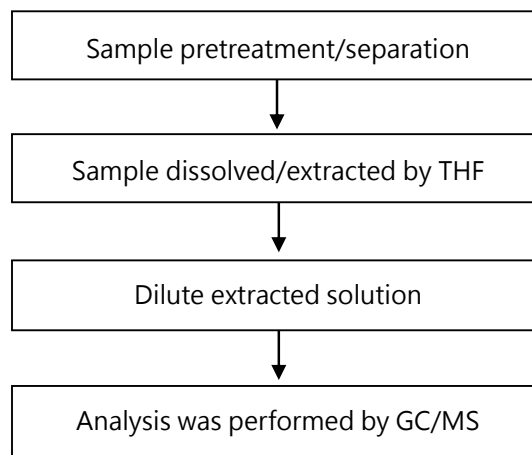 Sample pretreatment/separation
Sample dissolved/extracted by THF
Dilute extracted solution
Analysis was performed by GC/MS